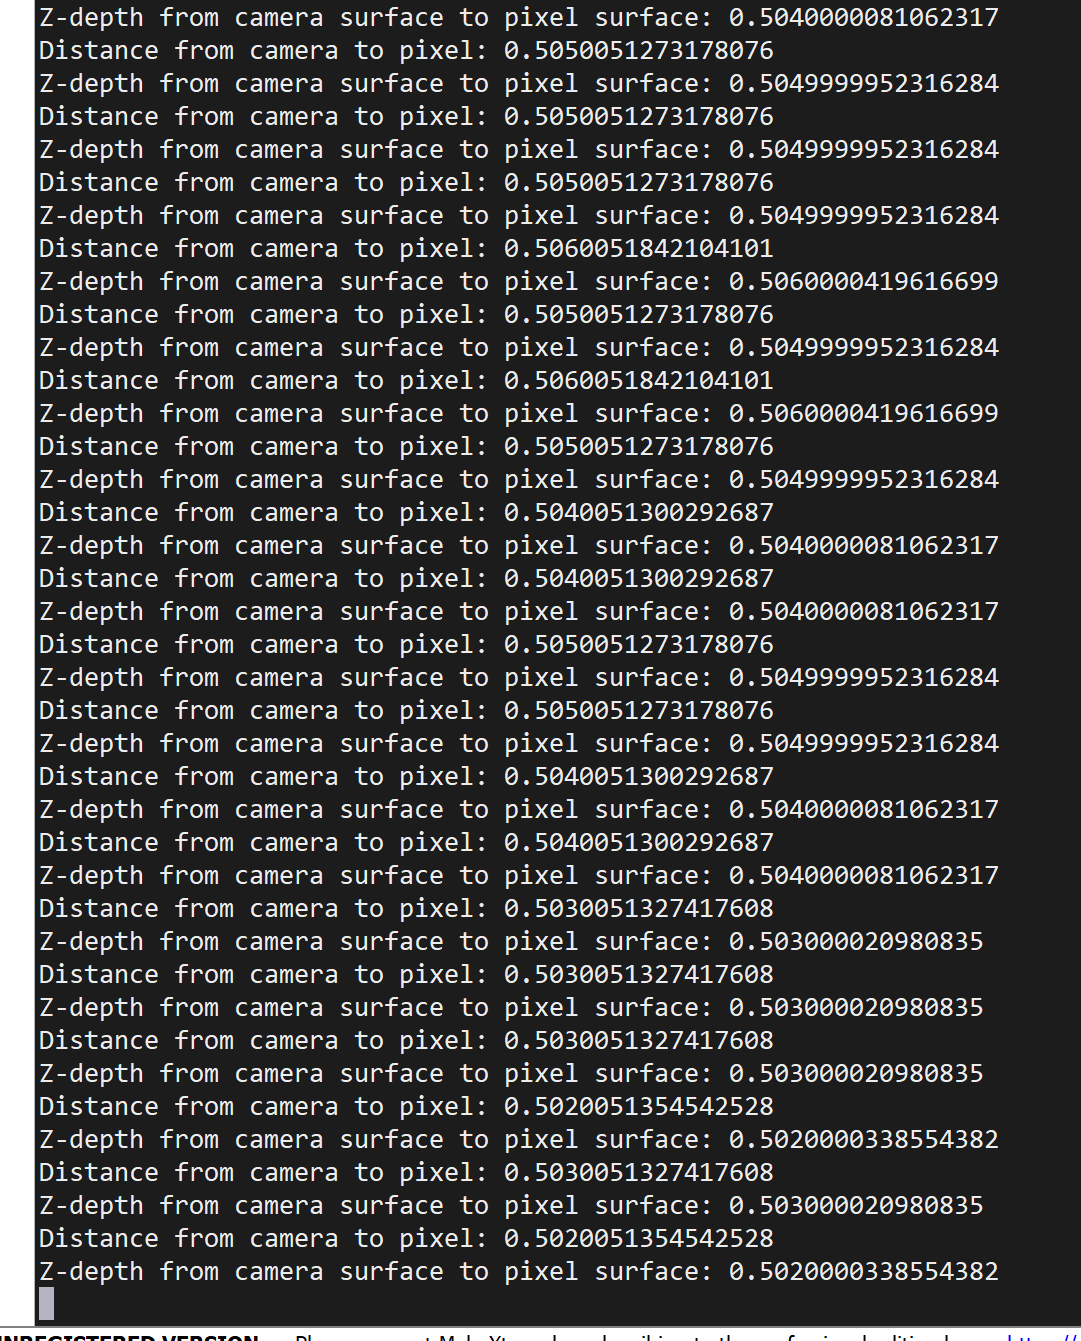 Z-depth from camera surface to pixel surface: 0.5040000081062317
Distance from camera to pixel: 0.5050051273178076
Z-depth from camera surface to pixel surface: 0.5049999952316284
Distance from camera to pixel: 0.5050051273178076
Z-depth from camera surface to pixel surface: 0.5049999952316284
Distance from camera to pixel: 0.5050051273178076
Z-depth from camera surface to pixel surface: 0.5049999952316284
Distance from camera to pixel: 0.5060051842104101
Z-depth from camera surface to pixel surface: 0.5060000419616699
Distance from camera to pixel: 0.5050051273178076
Z-depth from camera surface to pixel surface: 0.5049999952316284
Distance from camera to pixel: 0.5060051842104101
Z-depth from camera surface to pixel surface: 0.5060000419616699
Distance from camera to pixel: 0.5050051273178076
Z-depth from camera surface to pixel surface: 0.5049999952316284
Distance from camera to pixel: 0.5040051300292687
Z-depth from camera surface to pixel surface: 0.5040000081062317
Distance from camera to pixel: 0.5040051300292687
Z-depth from camera surface to pixel surface: 0.5040000081062317
Distance from camera to pixel: 0.5050051273178076
Z-depth from camera surface to pixel surface: 0.5049999952316284
Distance from camera to pixel: 0.5050051273178076
Z-depth from camera surface to pixel surface: 0.5049999952316284
Distance from camera to pixel: 0.5040051300292687
Z-depth from camera surface to pixel surface: 0.5040000081062317
Distance from camera to pixel: 0.5040051300292687
Z-depth from camera surface to pixel surface: 0.5040000081062317
Distance from camera to pixel: 0.5030051327417608
Z-depth from camera surface to pixel surface: 0.503000020980835
Distance from camera to pixel: 0.5030051327417608
Z-depth from camera surface to pixel surface: 0.503000020980835
Distance from camera to pixel: 0.5030051327417608
Z-depth from camera surface to pixel surface: 0.503000020980835
Distance from camera to pixel: 0.5020051354542528
Z-depth from camera surface to pixel surface: 0.5020000338554382
Distance from camera to pixel: 0.5030051327417608
Z-depth from camera surface to pixel surface: 0.503000020980835
Distance from camera to pixel: 0.5020051354542528
Z-depth from camera surface to pixel surface: 0.5020000338554382